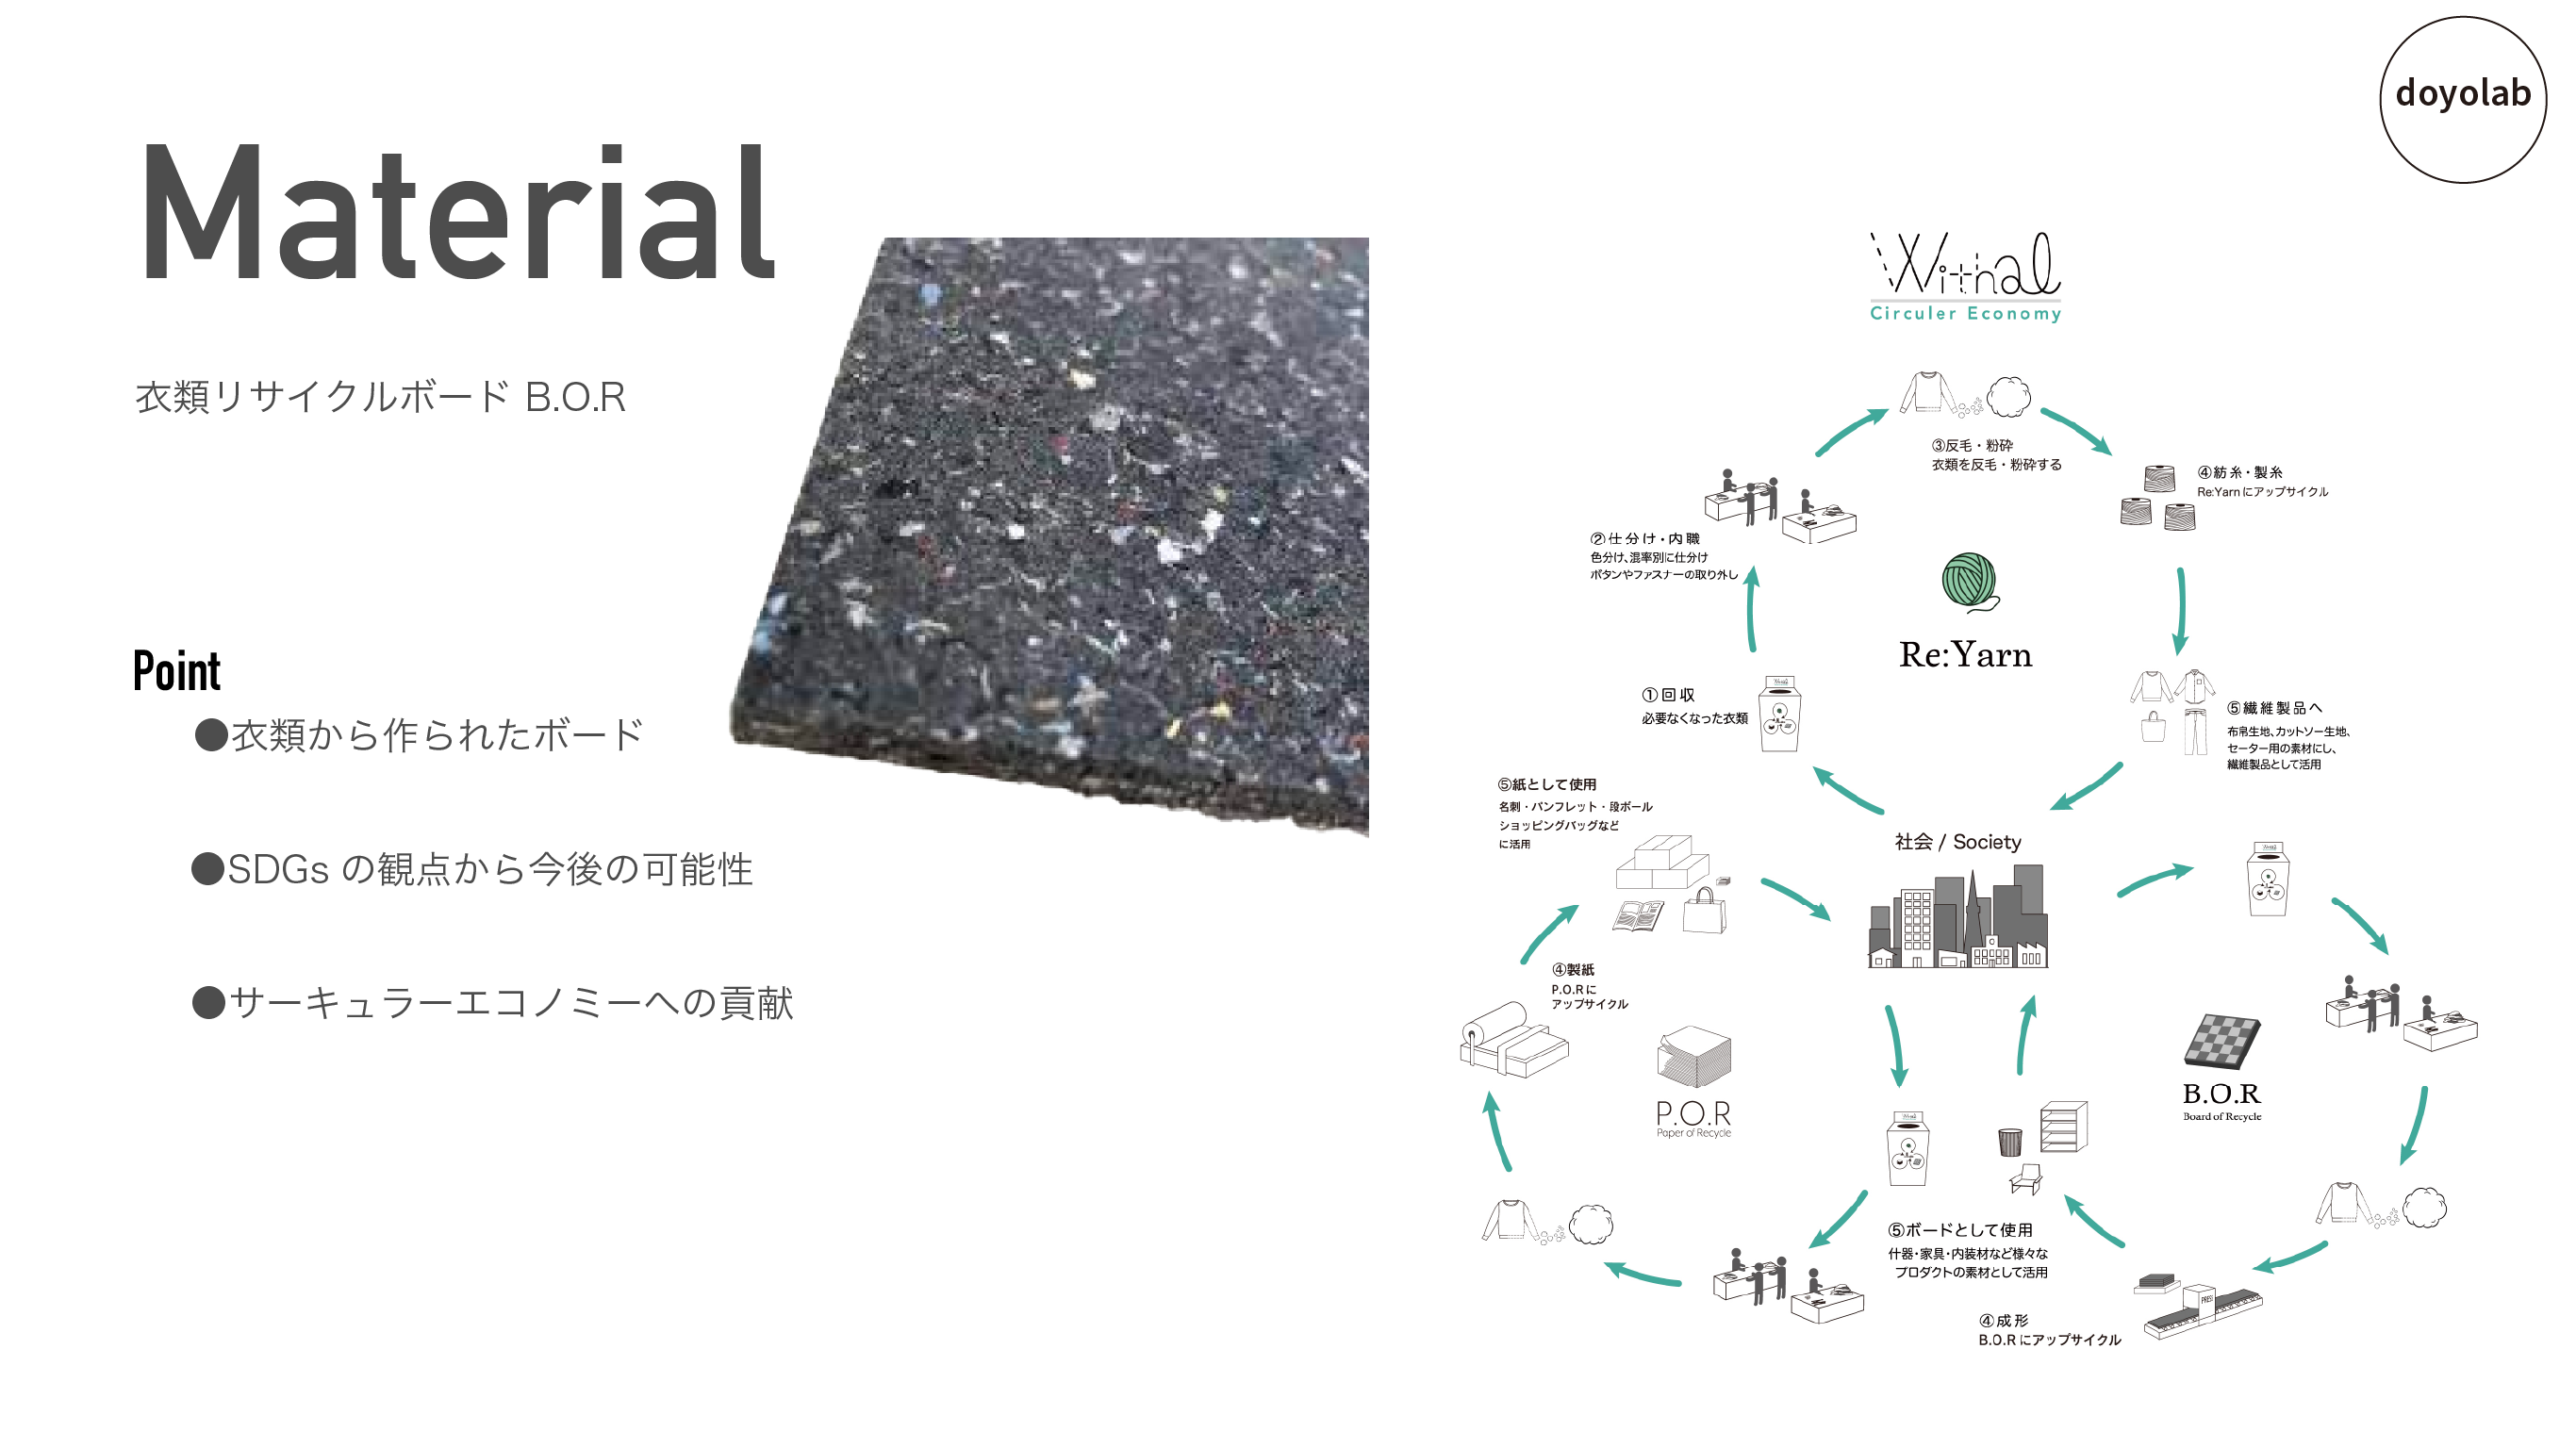 doyolab
Material
衣類リサイクルボード B.O.R
Point
●衣類から作られたボード
●SDGs の観点から今後の可能性
●サーキュラーエコノミーへの貢献
Withal
Circuler Economy
③反毛・粉砕
衣類を反毛・粉砕する
④紡糸・製糸
Re:Yarnにアップサイクル
②仕分け・内職
色分け、混率別に仕分け
ボタンやファスナーの取り外し
Re:Yarn
①回収
必要なくなった衣類
⑤繊維製品へ
布帛生地、カットソー生地、
セーター用の素材にし、
繊維製品として活用
⑤紙として使用
名刺・パンフレット・段ボール
ショッピングバッグなど
に活用
社会 / Society
④製紙
P.O.Rに
アップサイクル
P.O.R
Paper of Recycle
B.O.R
Board of Recycle
⑤ボードとして使用
什器・家具・内装材など様々な
プロダクトの素材として活用
④成形
B.O.Rにアップサイクル
PRESS